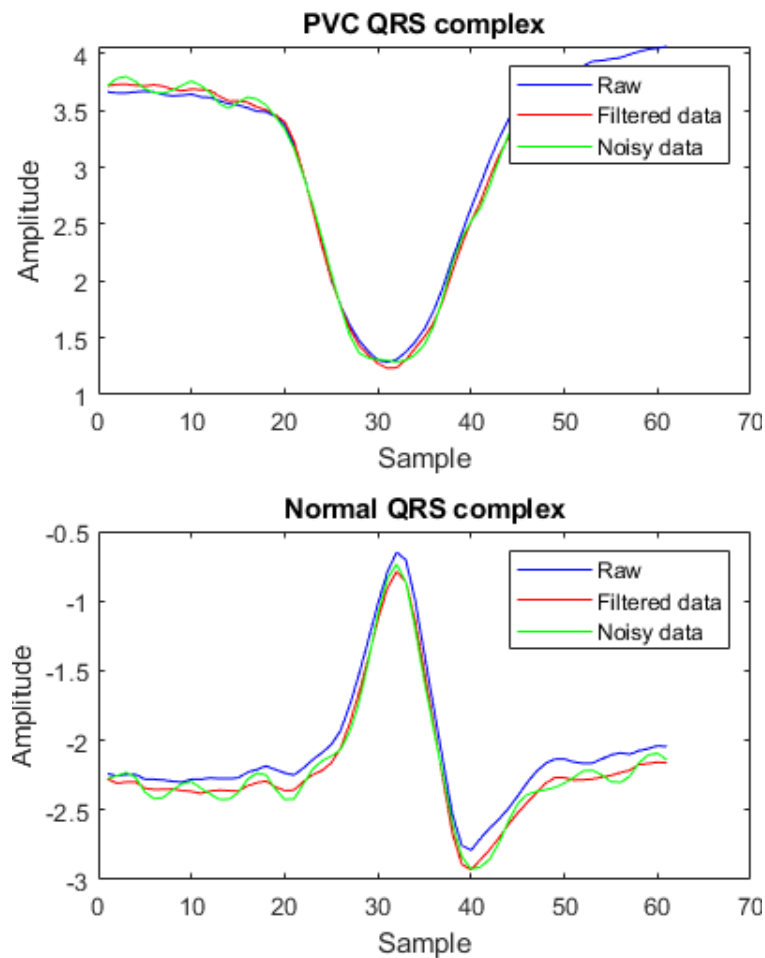 PVC QRS complex
4
3.5
3
2.5
2
1.5
1
Amplitude
Raw
Filtered data
Noisy data
0 10 20 30 40 50 60 70
Sample
Normal QRS complex
-0.5
-1
-1.5
-2
-2.5
-3
Amplitude
Raw
Filtered data
Noisy data
0 10 20 30 40 50 60 70
Sample